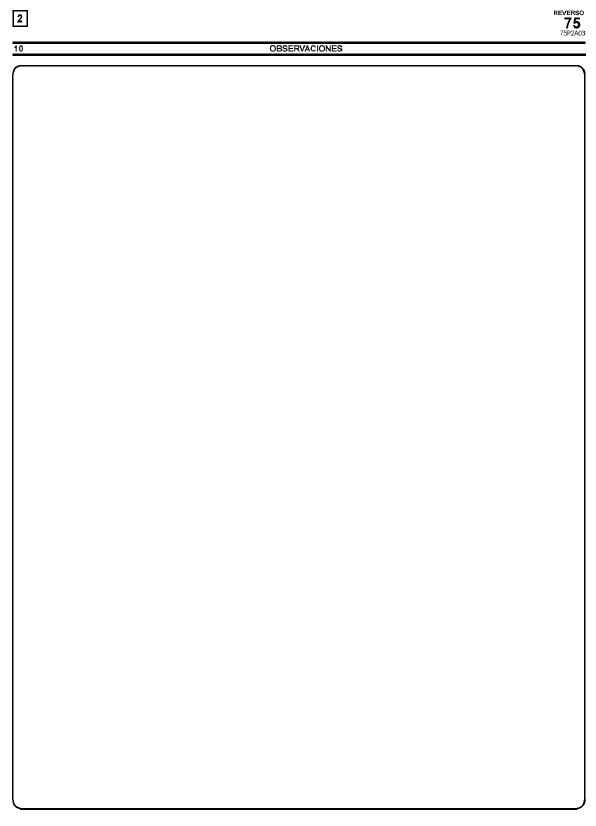 2
REVERSO
75
75P2A03
10 OBSERVACIONES